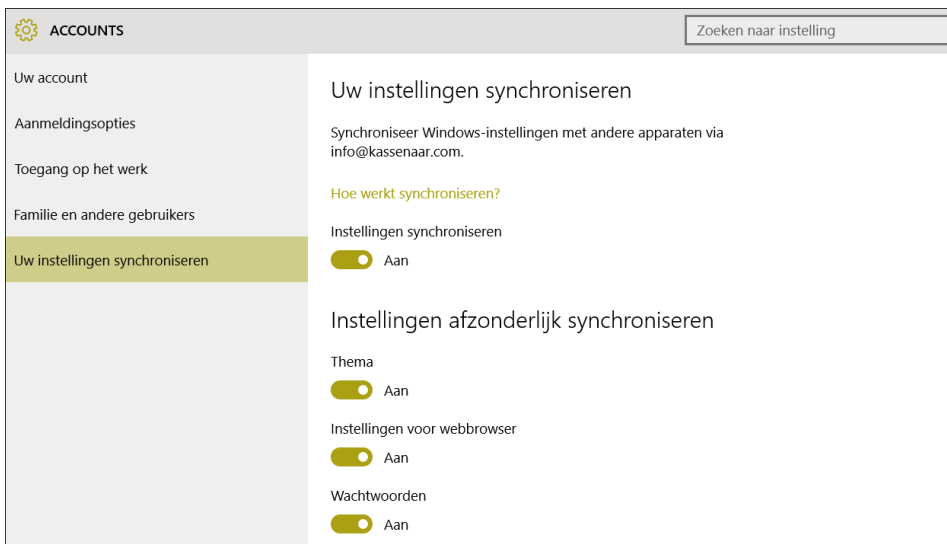 ACCOUNTS
Zoeken naar instelling
Uw account
Aanmeldingsopties
Toegang op het werk
Familie en andere gebruikers
Uw instellingen synchroniseren
Uw instellingen synchroniseren
Synchroniseer Windows-instellingen met andere apparaten via
info@kassenaar.com.
Hoe werkt synchroniseren?
Instellingen synchroniseren
Aan
Instellingen afzonderlijk synchroniseren
Thema
Aan
Instellingen voor webbrowser
Aan
Wachtwoorden
Aan